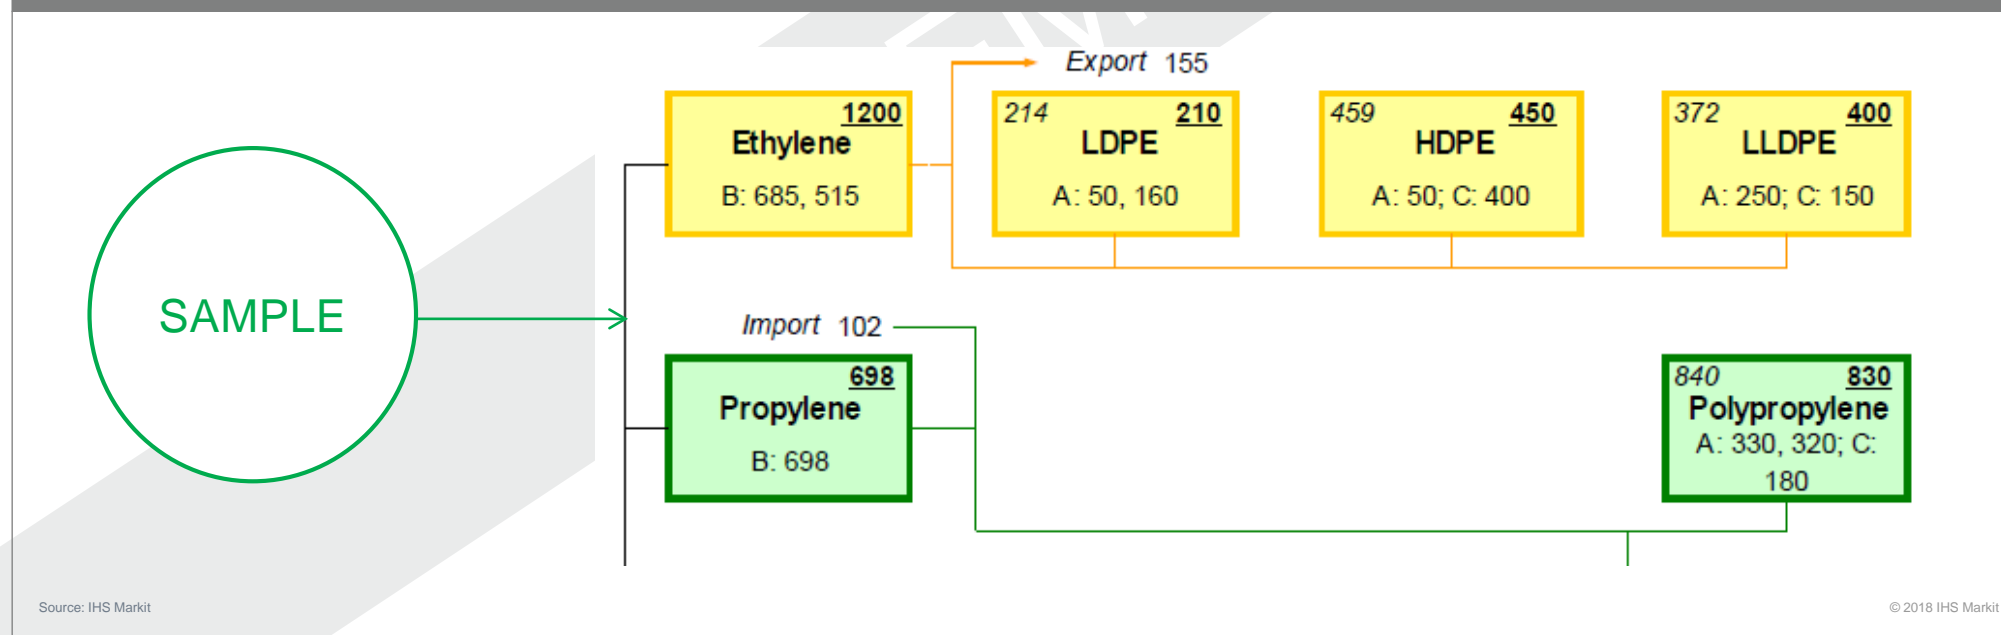 Export 155
1200
Ethylene
B: 685, 515
214 210
LDPE
A: 50, 160
459 450
HDPE
A: 50; C: 400
372 400
LLDPE
A: 250; C: 150
SAMPLE
Import 102
698
Propylene
B: 698
840 830
Polypropylene
A: 330, 320; C:
180
Source: IHS Markit
© 2018 IHS Markit